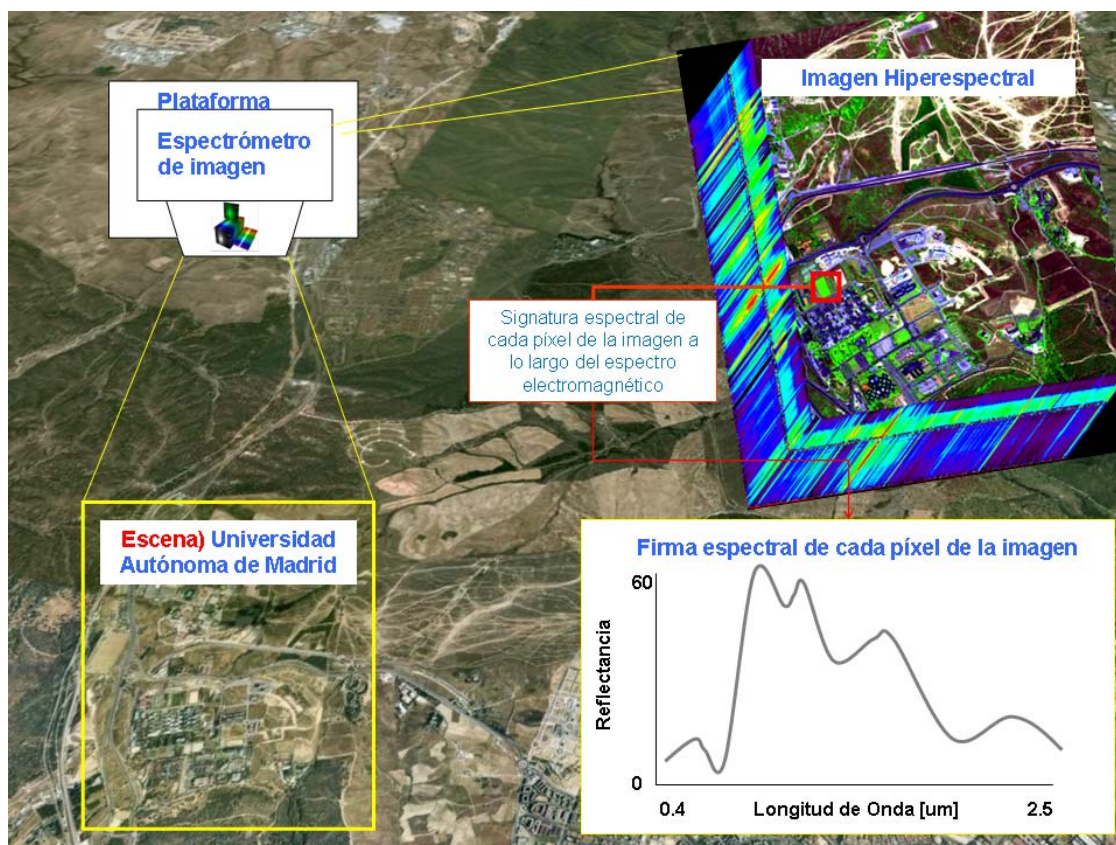 Plataforma
Espectrómetro
de imagen
Imagen Hiperespectral
Signatura espectral de
cada píxel de la imagen a
lo largo del espectro
electromagnético
Escena) Universidad
Autónoma de Madrid
Firma espectral de cada píxel de la imagen
60
Reflectancia
0
0.4
Longitud de Onda [um]
2.5